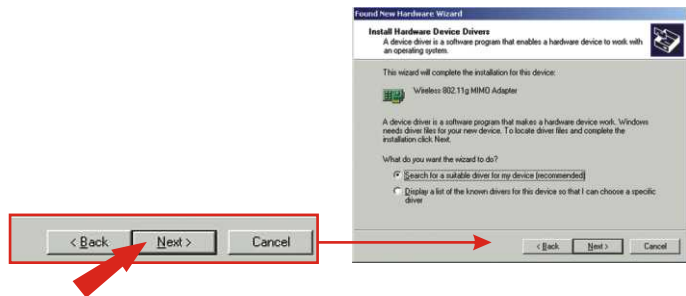 Found New Hardware Wizard
Install Hardware Device Drivers
A device driver is a software program that enables a hardware device to work with
an operating system.
This wizard will complete the installation for this device:
Wireless 802.11g MIMO Adapter
A device driver is a software program that makes a hardware device work. Windows
needs driver files for your new device. To locate driver files and complete the
installation click Next.
What do you want the wizard to do?
Search for a suitable driver for my device (recommended)
Display a list of the known drivers for this device so that I can choose a specific
driver
< Back Next > Cancel
< Back Next > Cancel